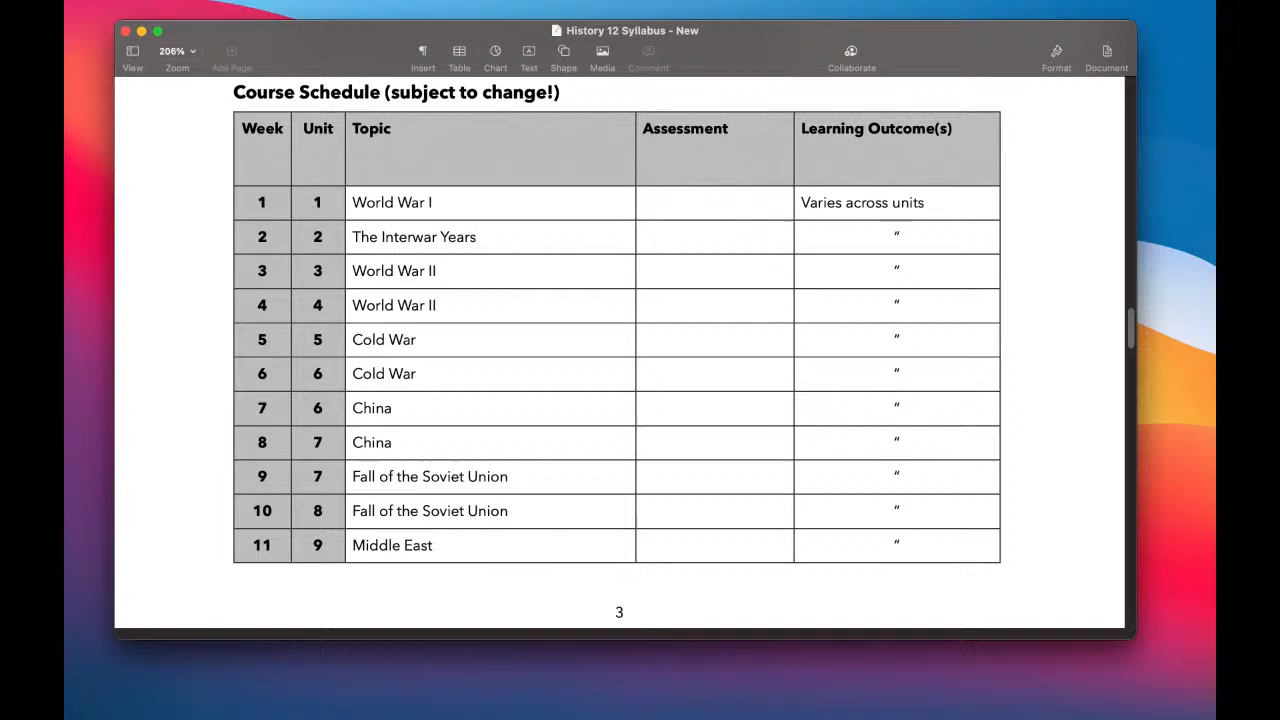 History 12 Syllabus - New
206%
View
Zoom
Add Page
Insert
Table
Chart
Text
Shape
Media
Comment
Collaborate
Format
Document
Course Schedule (subject to change!)
Week Unit Topic Assessment Learning Outcome(s)
1 1 World War I Varies across units
2 2 The Interwar Years "
3 3 World War II "
4 4 World War II "
5 5 Cold War "
6 6 Cold War "
7 6 China "
8 7 China "
9 7 Fall of the Soviet Union "
10 8 Fall of the Soviet Union "
11 9 Middle East "
3